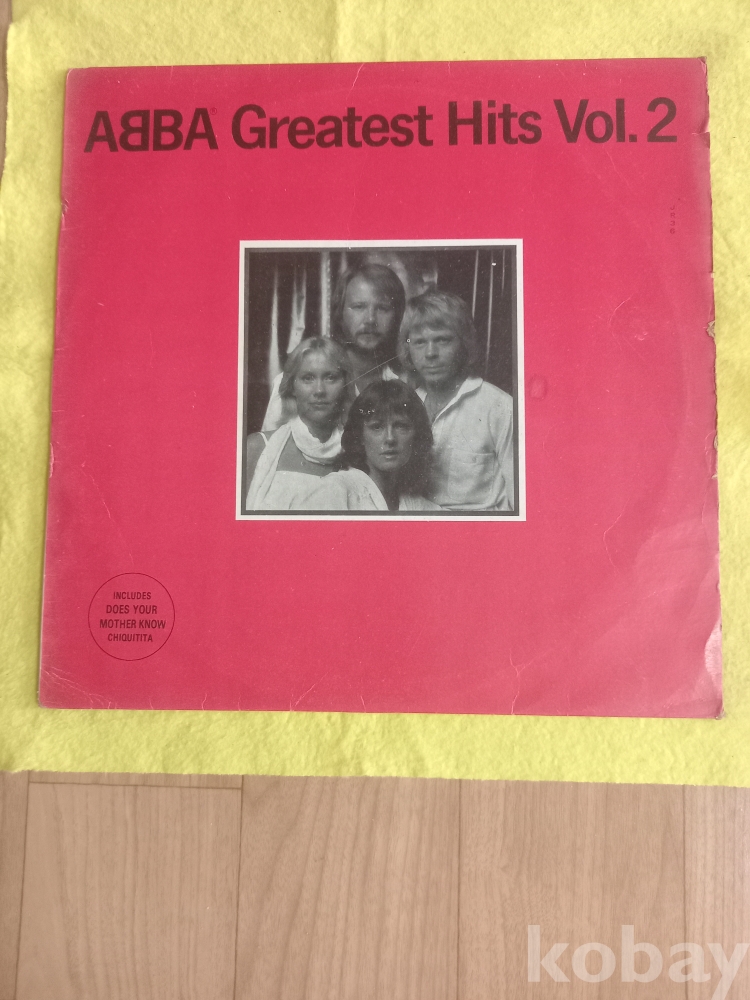 ABBA® Greatest Hits Vol. 2
INCLUDES
DOES YOUR
MOTHER KNOW
CHIQUITITA
kobay